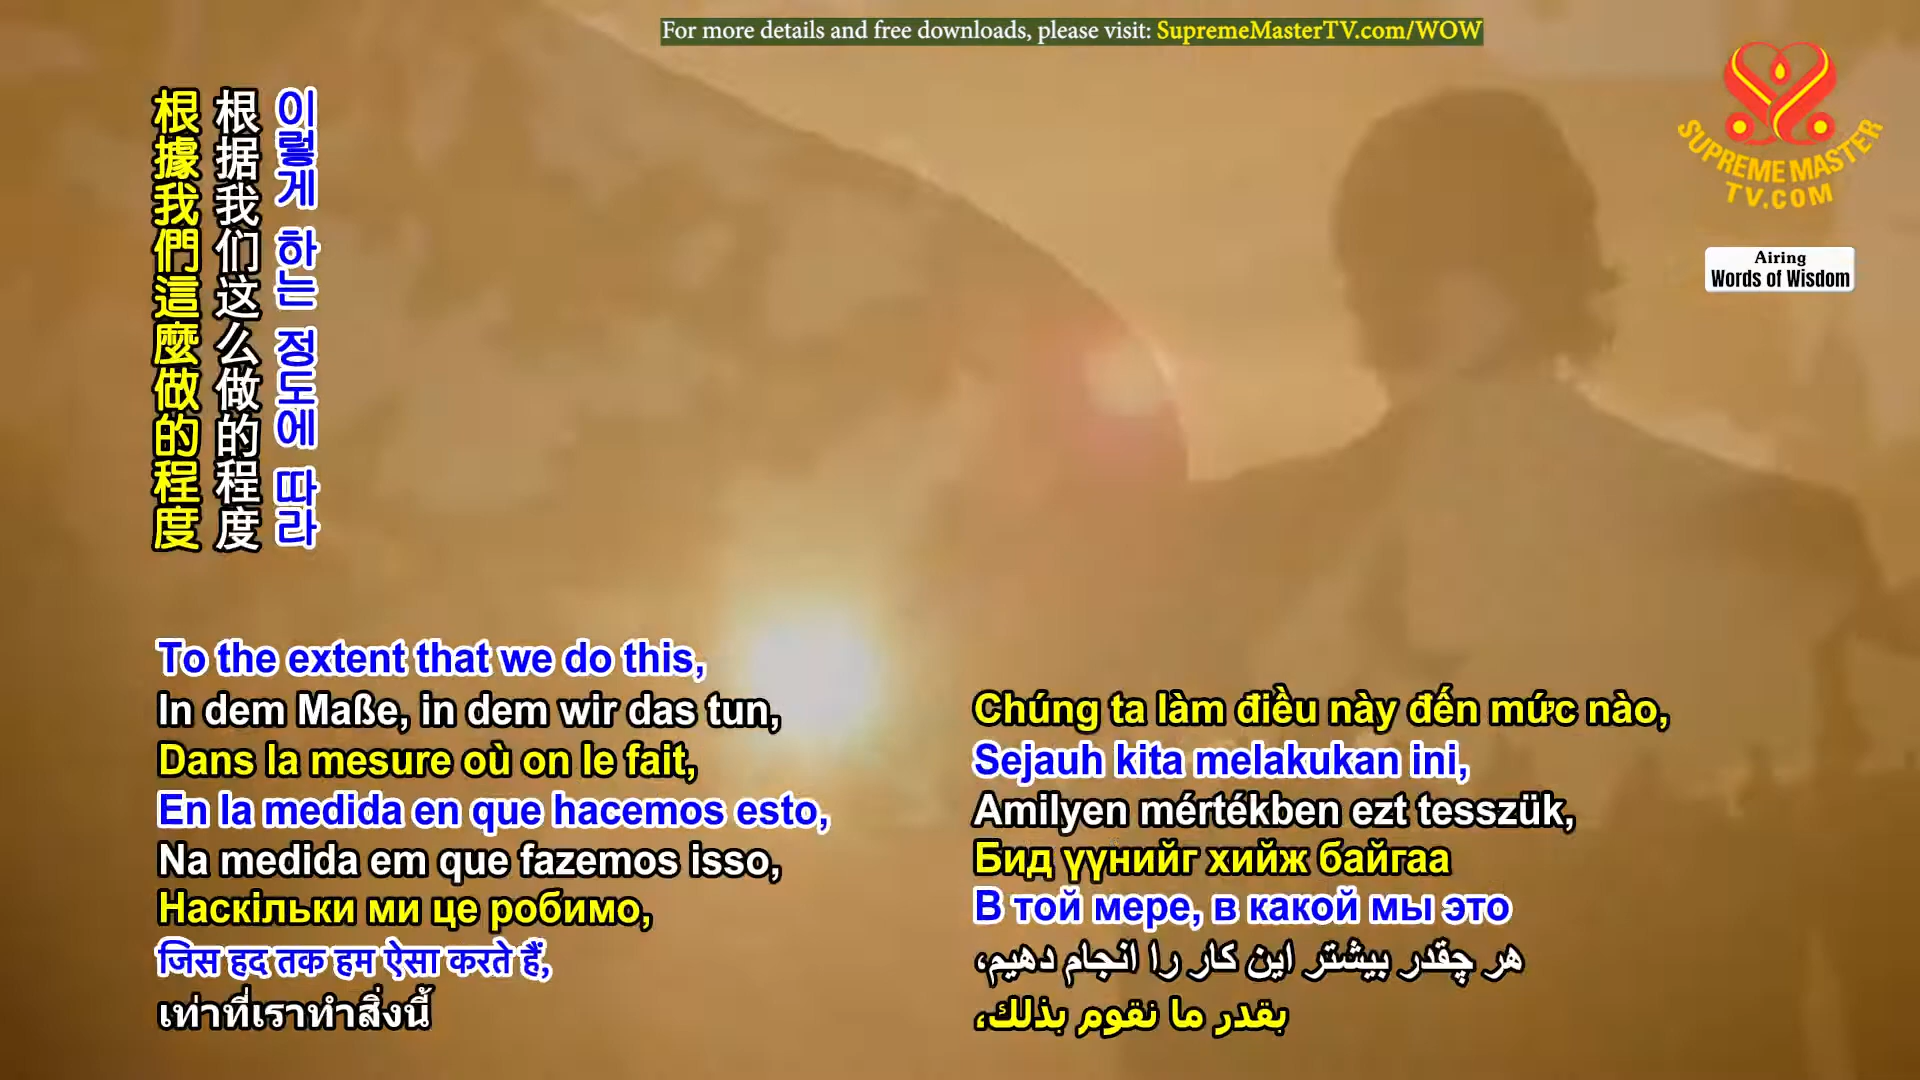 For more details and free downloads, please visit: SupremeMasterTV.com/WOW
SUPREME MASTER
TV.COM
Airing
Words of Wisdom
이렇게 하는 정도에 따라
根据我们这么做的程度
根據我們這麼做的程度
To the extent that we do this,
In dem Maße, in dem wir das tun,
Dans la mesure où on le fait,
En la medida en que hacemos esto,
Na medida em que fazemos isso,
Наскільки ми це робимо,
जिस हद तक हम ऐसा करते हैं,
เท่าที่เราทำสิ่งนี้
Chúng ta làm điều này đến mức nào,
Sejauh kita melakukan ini,
Amilyen mértékben ezt tesszük,
Бид үүнийг хийж байгаа
В той мере, в какой мы это
هر چقدر بیشتر این کار را انجام دهیم،
بقدر ما نقوم بذلك،